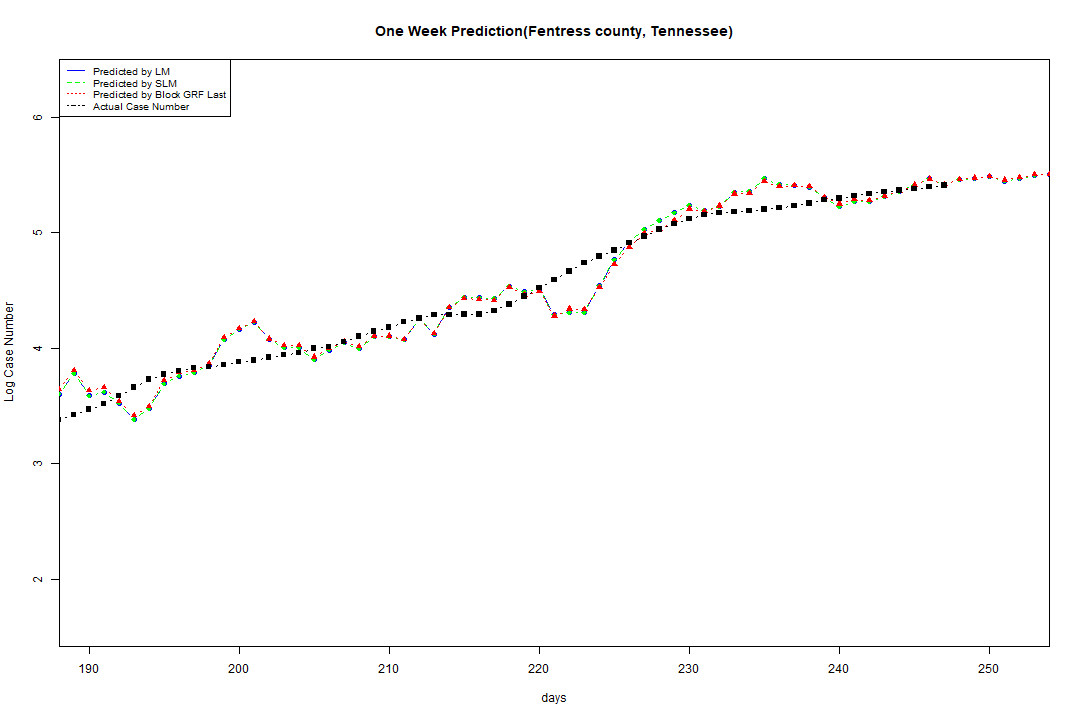 One Week Prediction(Fentress county, Tennessee)
Predicted by LM
Predicted by SLM
Predicted by Block GRF Last
Actual Case Number
6
5
4
3
2
Log Case Number
190 200 210 220 230 240 250
days